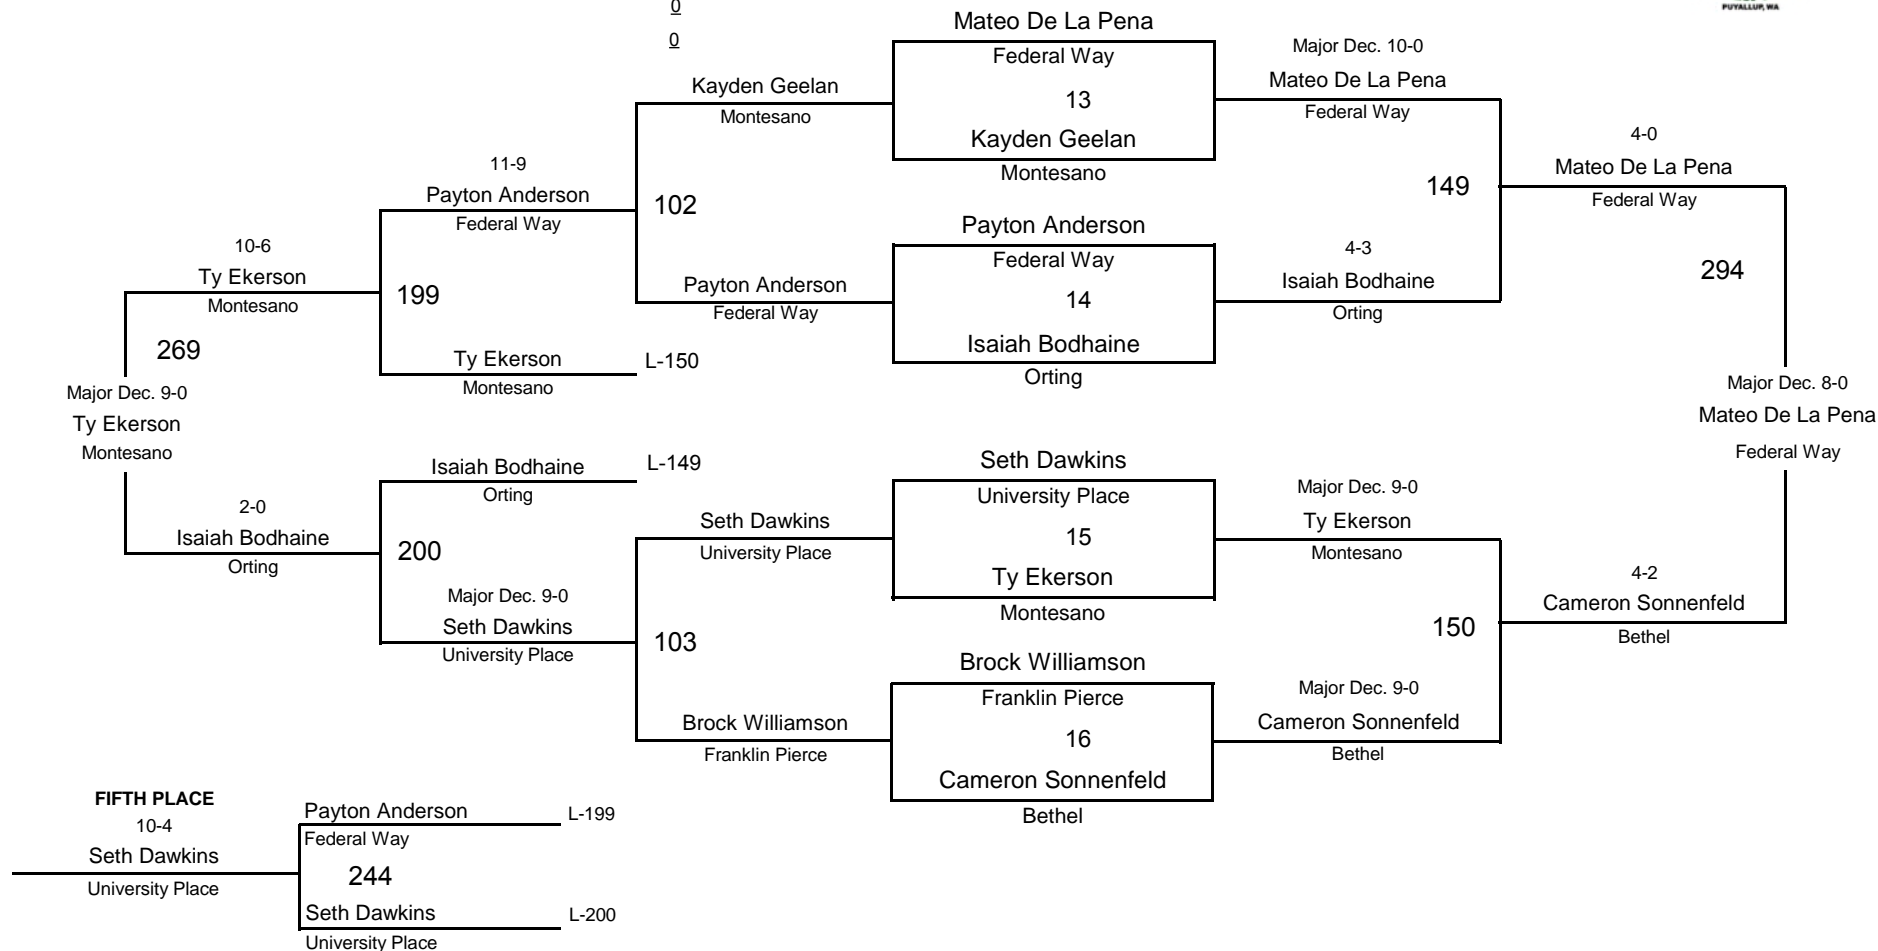 0
0
PUYALLUP, WA
Mateo De La Pena
Federal Way
13
Kayden Geelan
Montesano
Major Dec. 10-0
Mateo De La Pena
Federal Way
Kayden Geelan
Montesano
11-9
Payton Anderson
Federal Way
102
149
4-0
Mateo De La Pena
Federal Way
Payton Anderson
Federal Way
14
Isaiah Bodhaine
Orting
4-3
Isaiah Bodhaine
Orting
294
10-6
Ty Ekerson
Montesano
199
Payton Anderson
Federal Way
269
Ty Ekerson
Montesano
L-150
Major Dec. 9-0
Ty Ekerson
Montesano
Major Dec. 8-0
Mateo De La Pena
Federal Way
Isaiah Bodhaine
Orting
L-149
Seth Dawkins
University Place
15
Ty Ekerson
Montesano
Major Dec. 9-0
Ty Ekerson
Montesano
2-0
Isaiah Bodhaine
Orting
200
Seth Dawkins
University Place
Major Dec. 9-0
Seth Dawkins
University Place
103
150
4-2
Cameron Sonnenfeld
Bethel
Brock Williamson
Franklin Pierce
16
Cameron Sonnenfeld
Bethel
Major Dec. 9-0
Cameron Sonnenfeld
Bethel
Brock Williamson
Franklin Pierce
FIFTH PLACE
10-4
Seth Dawkins
University Place
Payton Anderson
L-199
Federal Way
244
Seth Dawkins
L-200
University Place